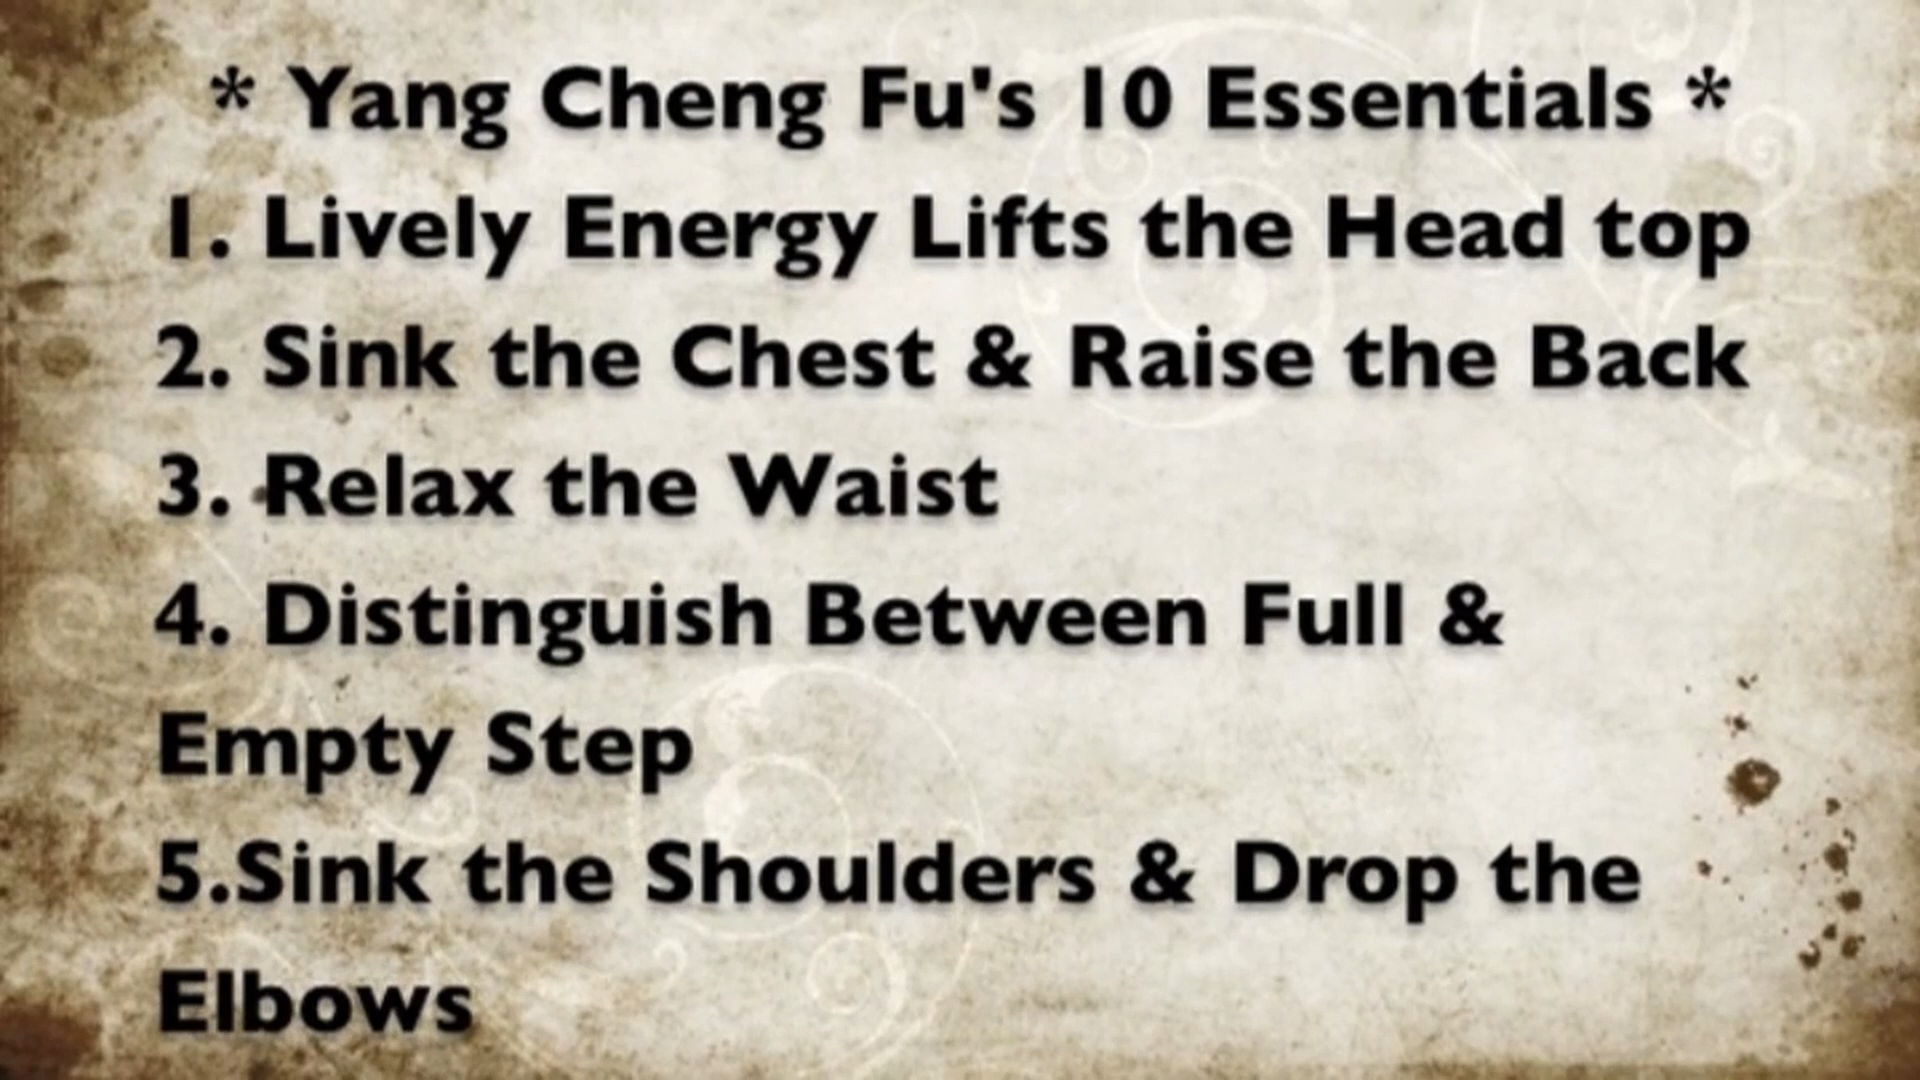 * Yang Cheng Fu's 10 Essentials *
1. Lively Energy Lifts the Head top
2. Sink the Chest & Raise the Back
3. Relax the Waist
4. Distinguish Between Full &
Empty Step
5.Sink the Shoulders & Drop the
Elbows